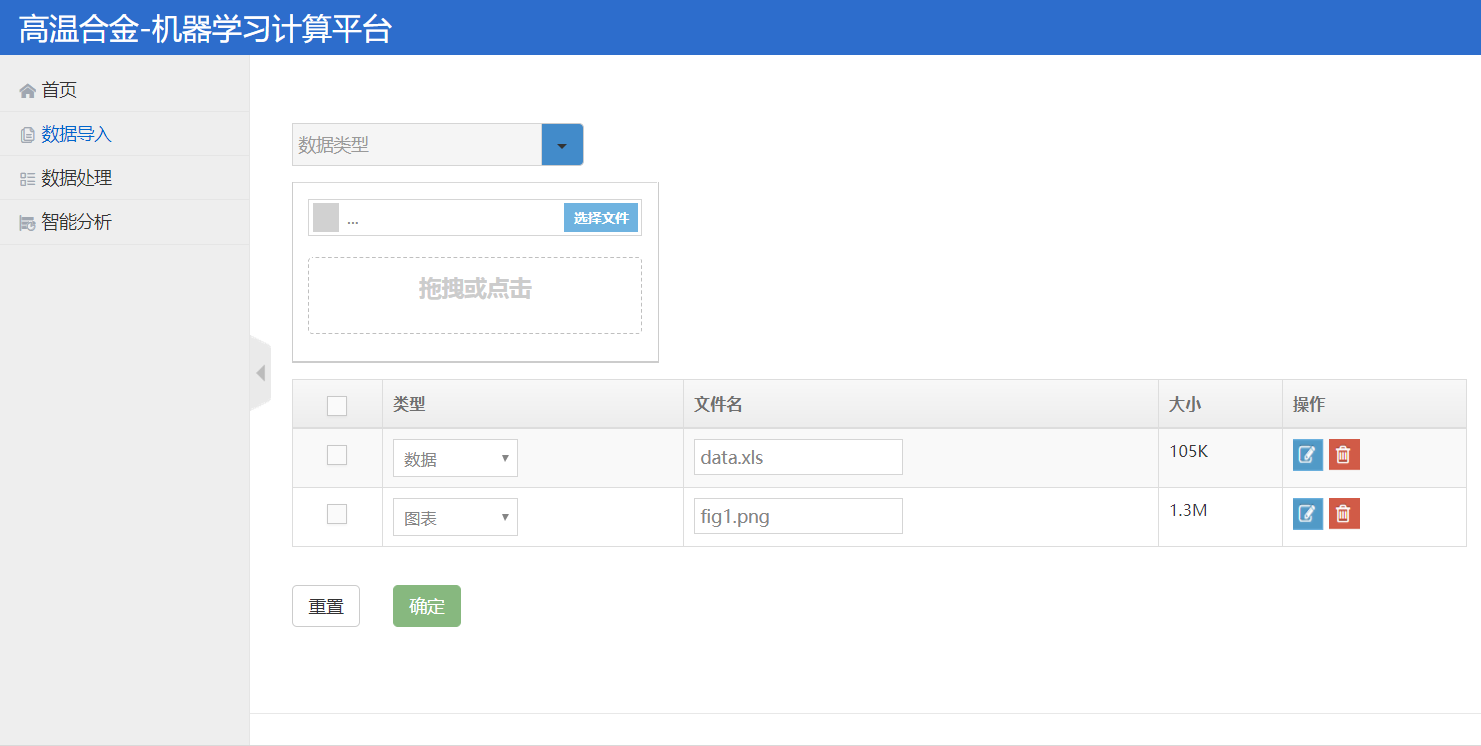 高温合金-机器学习计算平台
首页
数据导入
数据处理
智能分析
数据类型
... 选择文件
拖拽或点击
类型 文件名 大小 操作
数据 data.xls 105K
图表 fig1.png 1.3M
重置 确定